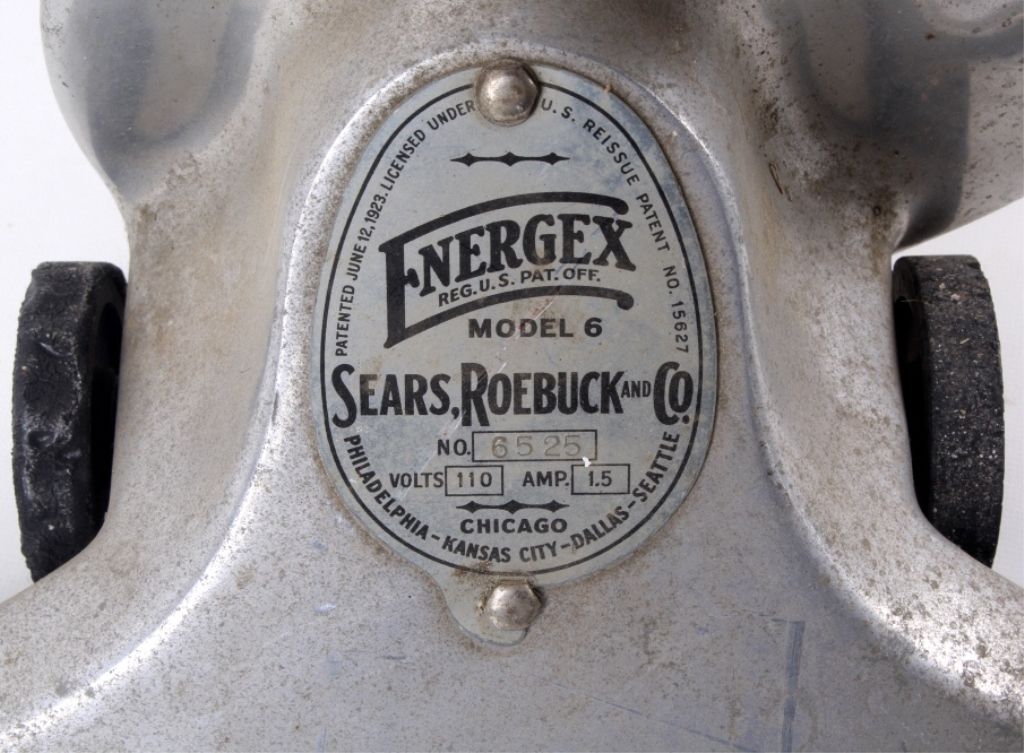 PATENTED JUNE 12, 1923. LICENSED UNDER U. S. REISSUE PATENT NO. 15627
ENERGEX
REG. U. S. PAT. OFF.
MODEL 6
SEARS, ROEBUCK AND CO.
NO. 6525
VOLTS 110 AMP. 1.5
CHICAGO
PHILADELPHIA - KANSAS CITY - DALLAS - SEATTLE